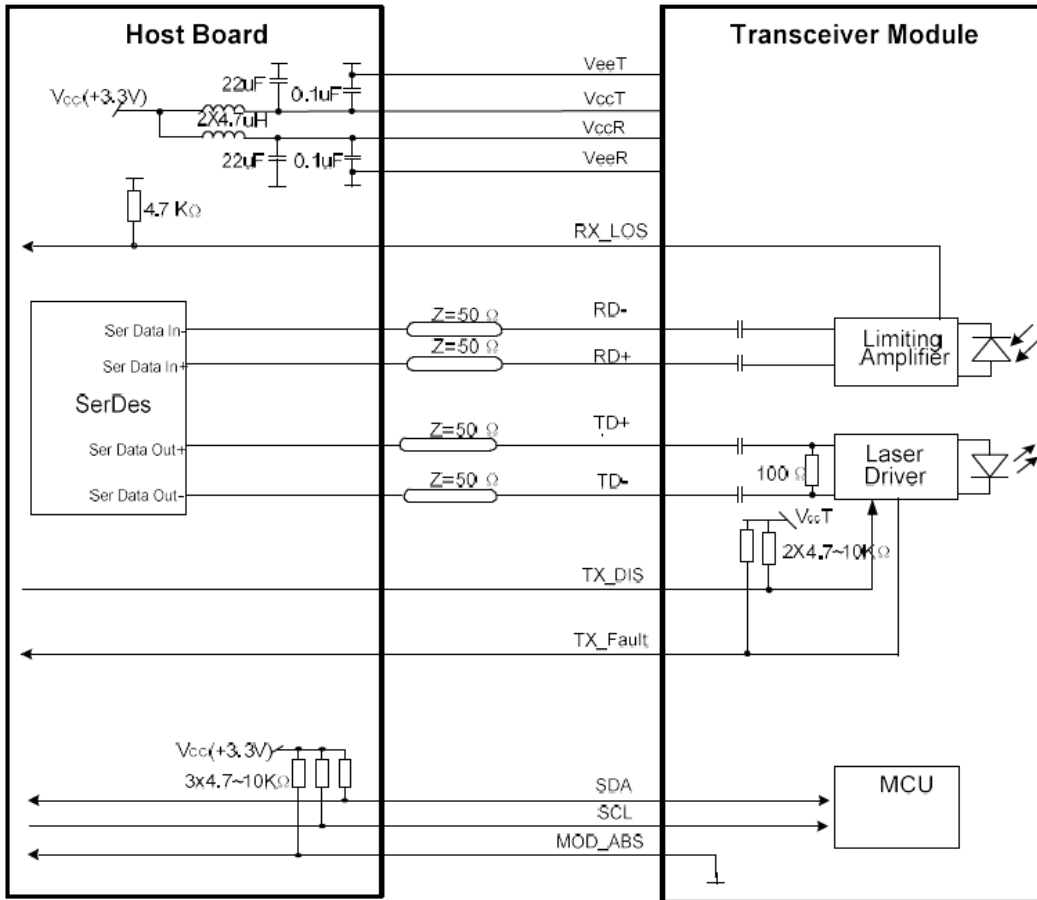 Host Board
Transceiver Module
VeeT
22uF
0.1uF
Vcc(+3.3V)
VccT
2X4.7uH
VccR
22uF
0.1uF
VeeR
4.7 KΩ
RX_LOS
Z=50 Ω
RD-
Ser Data In-
Z=50 Ω
RD+
Ser Data In+
Limiting
Amplifier
SerDes
Z=50 Ω
TD+
Ser Data Out+
Laser
Driver
100 Ω
Z=50 Ω
TD-
Ser Data Out-
VccT
2X4.7~10KΩ
TX_DIS
TX_Fault
Vcc(+3.3V)
3x4.7~10KΩ
SDA
MCU
SCL
MOD_ABS